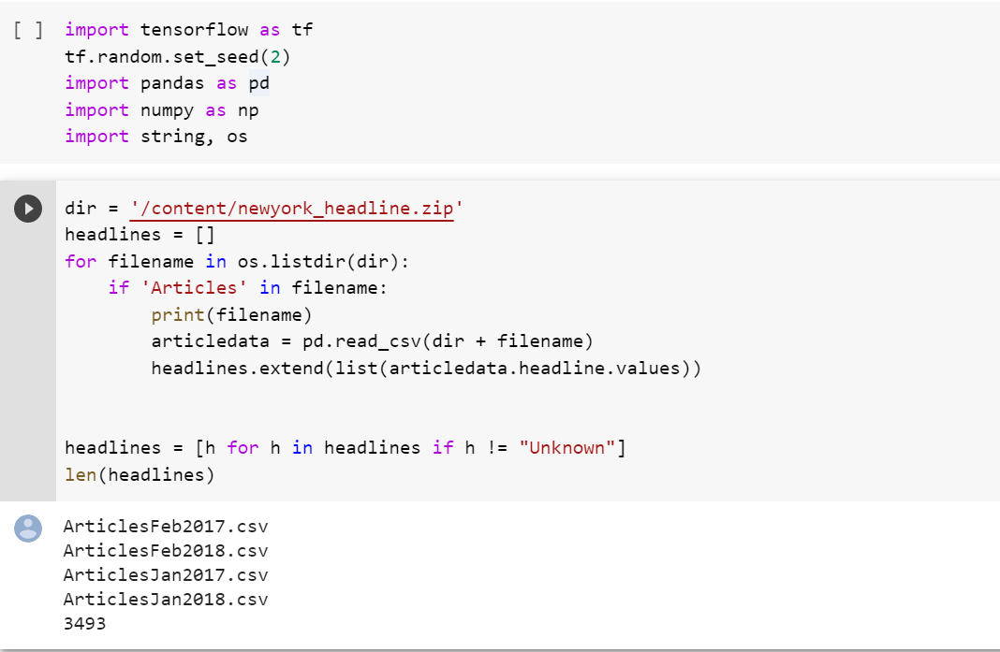 [ ] import tensorflow as tf
tf.random.set_seed(2)
import pandas as pd
import numpy as np
import string, os
dir = '/content/newyork_headline.zip'
headlines = []
for filename in os.listdir(dir):
    if 'Articles' in filename:
        print(filename)
        articledata = pd.read_csv(dir + filename)
        headlines.extend(list(articledata.headline.values))
headlines = [h for h in headlines if h != "Unknown"]
len(headlines)
ArticlesFeb2017.csv
ArticlesFeb2018.csv
ArticlesJan2017.csv
ArticlesJan2018.csv
3493